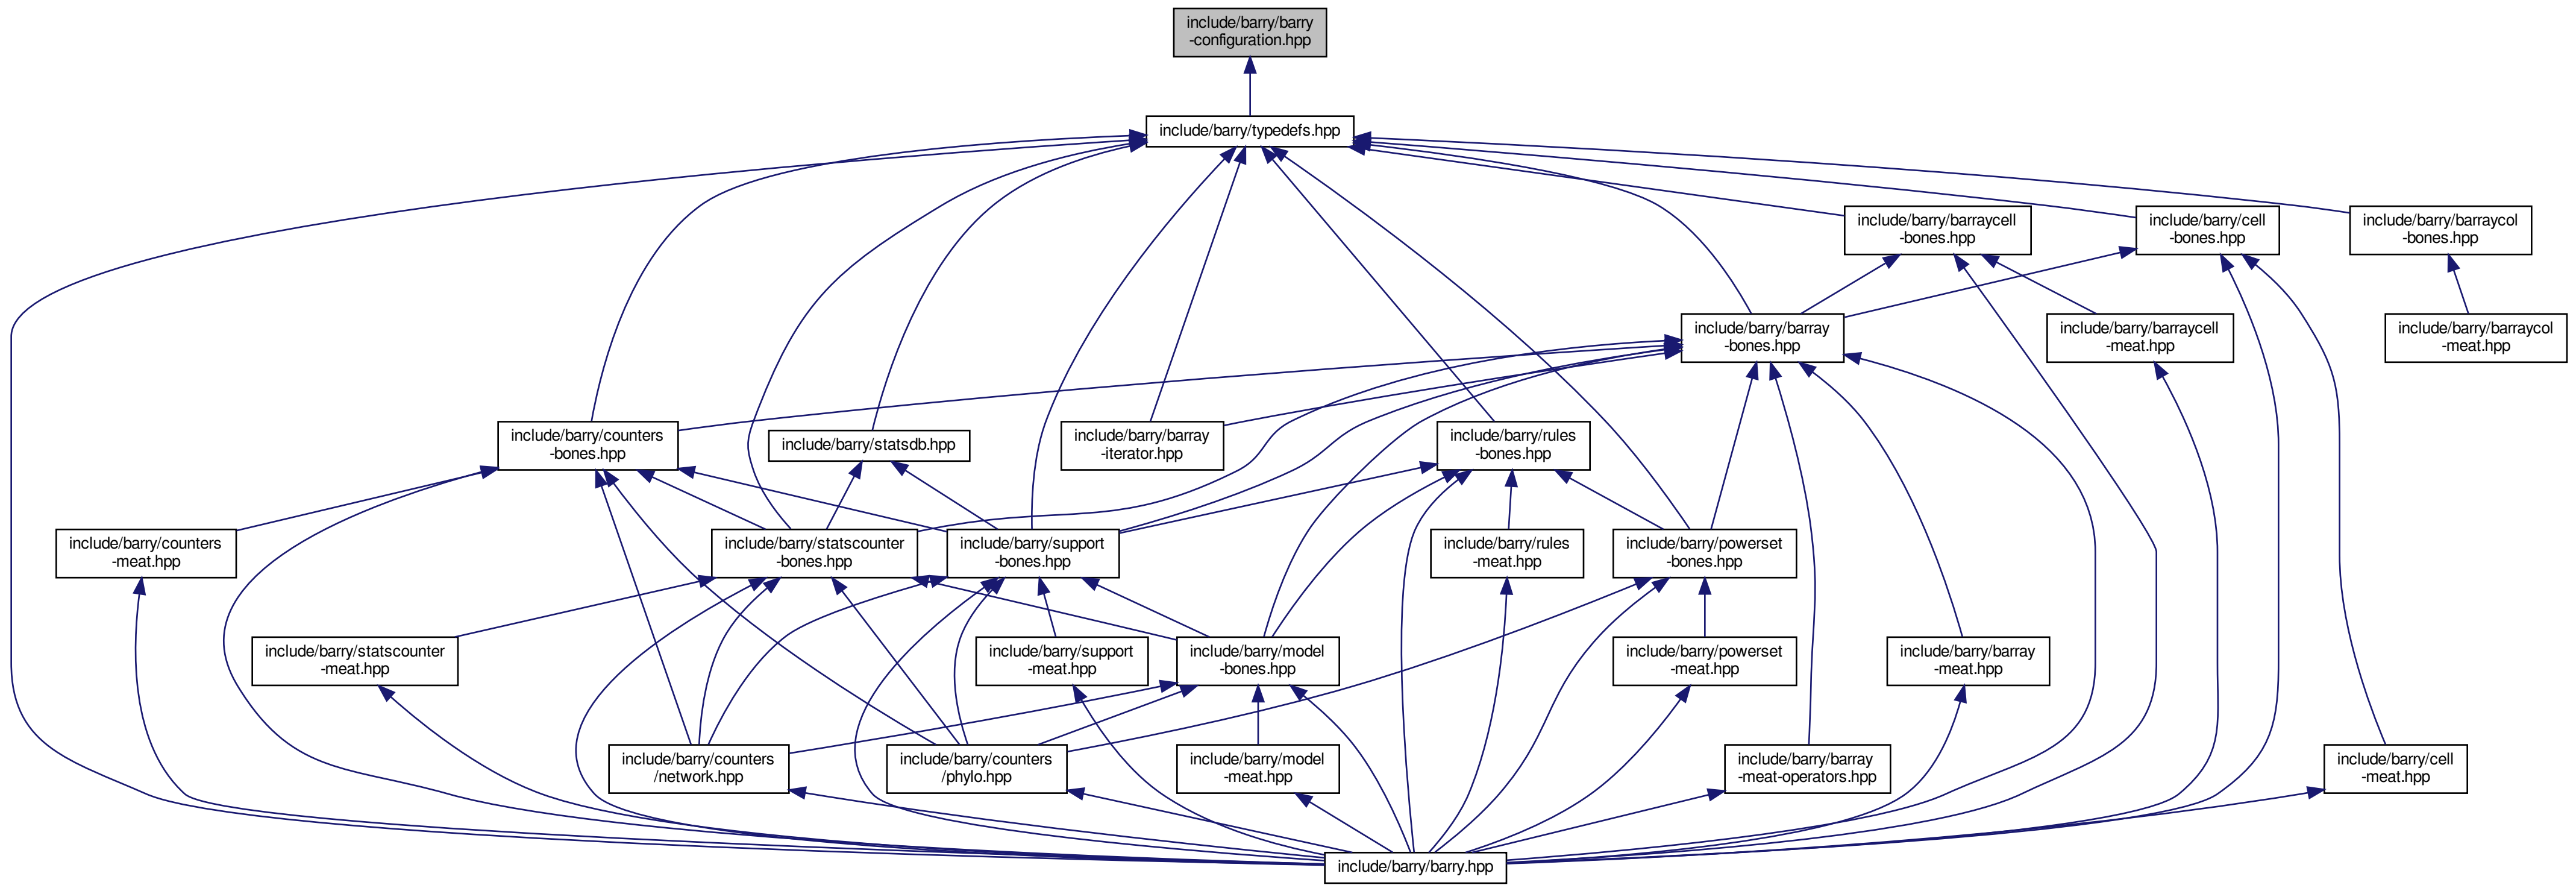 include/barry/barry
-configuration.hpp
include/barry/typedefs.hpp
include/barry/barraycell
-bones.hpp
include/barry/cell
-bones.hpp
include/barry/barraycol
-bones.hpp
include/barry/barray
-bones.hpp
include/barry/barraycell
-meat.hpp
include/barry/barraycol
-meat.hpp
include/barry/counters
-bones.hpp
include/barry/statsdb.hpp
include/barry/barray
-iterator.hpp
include/barry/rules
-bones.hpp
include/barry/counters
-meat.hpp
include/barry/statscounter
-bones.hpp
include/barry/support
-bones.hpp
include/barry/rules
-meat.hpp
include/barry/powerset
-bones.hpp
include/barry/statscounter
-meat.hpp
include/barry/support
-meat.hpp
include/barry/model
-bones.hpp
include/barry/powerset
-meat.hpp
include/barry/barray
-meat.hpp
include/barry/counters
/network.hpp
include/barry/counters
/phylo.hpp
include/barry/model
-meat.hpp
include/barry/barray
-meat-operators.hpp
include/barry/cell
-meat.hpp
include/barry/barry.hpp